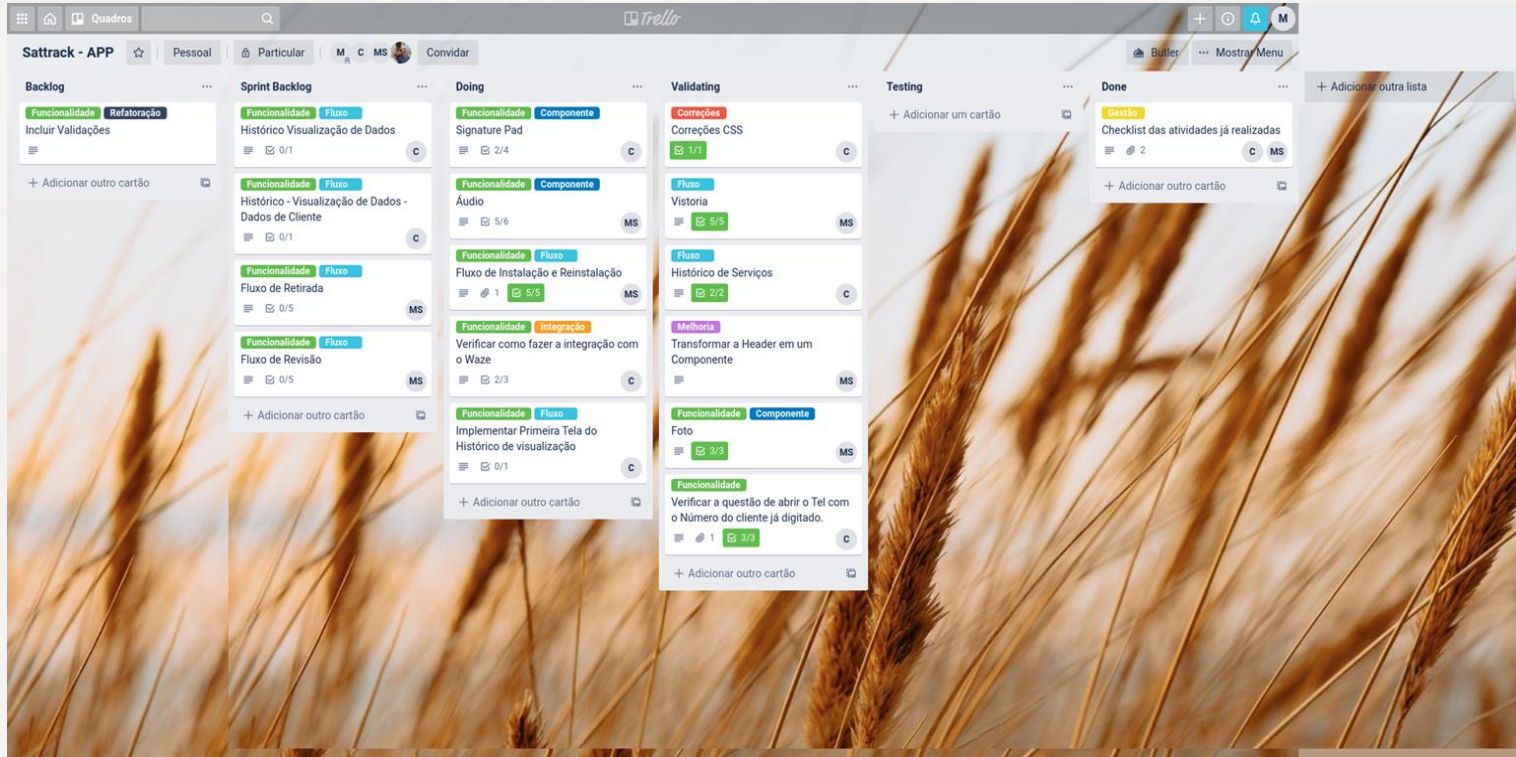 Quadros
Trello
M
Sattrack - APP
Pessoal
Particular
M C MS
Convidar
Butler
Mostrar Menu
Backlog
Funcionalidade Refatoração
Incluir Validações
+ Adicionar outro cartão
Sprint Backlog
Funcionalidade Fluxo
Histórico Visualização de Dados
0/1 C
Funcionalidade Fluxo
Histórico - Visualização de Dados -
Dados de Cliente
0/1 C
Funcionalidade Fluxo
Fluxo de Retirada
0/5 MS
Funcionalidade Fluxo
Fluxo de Revisão
0/5 MS
+ Adicionar outro cartão
Doing
Funcionalidade Componente
Signature Pad
2/4 C
Funcionalidade Componente
Áudio
5/6 MS
Funcionalidade Fluxo
Fluxo de Instalação e Reinstalação
1 5/5 MS
Funcionalidade Integração
Verificar como fazer a integração com
o Waze
2/3 C
Funcionalidade Fluxo
Implementar Primeira Tela do
Histórico de visualização
0/1 C
+ Adicionar outro cartão
Validating
Correções
Correções CSS
1/1 C
Fluxo
Vistoria
5/5 MS
Fluxo
Histórico de Serviços
2/2 C
Melhoria
Transformar a Header em um
Componente
MS
Funcionalidade Componente
Foto
3/3 MS
Funcionalidade
Verificar a questão de abrir o Tel com
o Número do cliente já digitado.
1 3/3 C
+ Adicionar outro cartão
Testing
+ Adicionar um cartão
Done
Gestão
Checklist das atividades já realizadas
2 C MS
+ Adicionar outro cartão
+ Adicionar outra lista